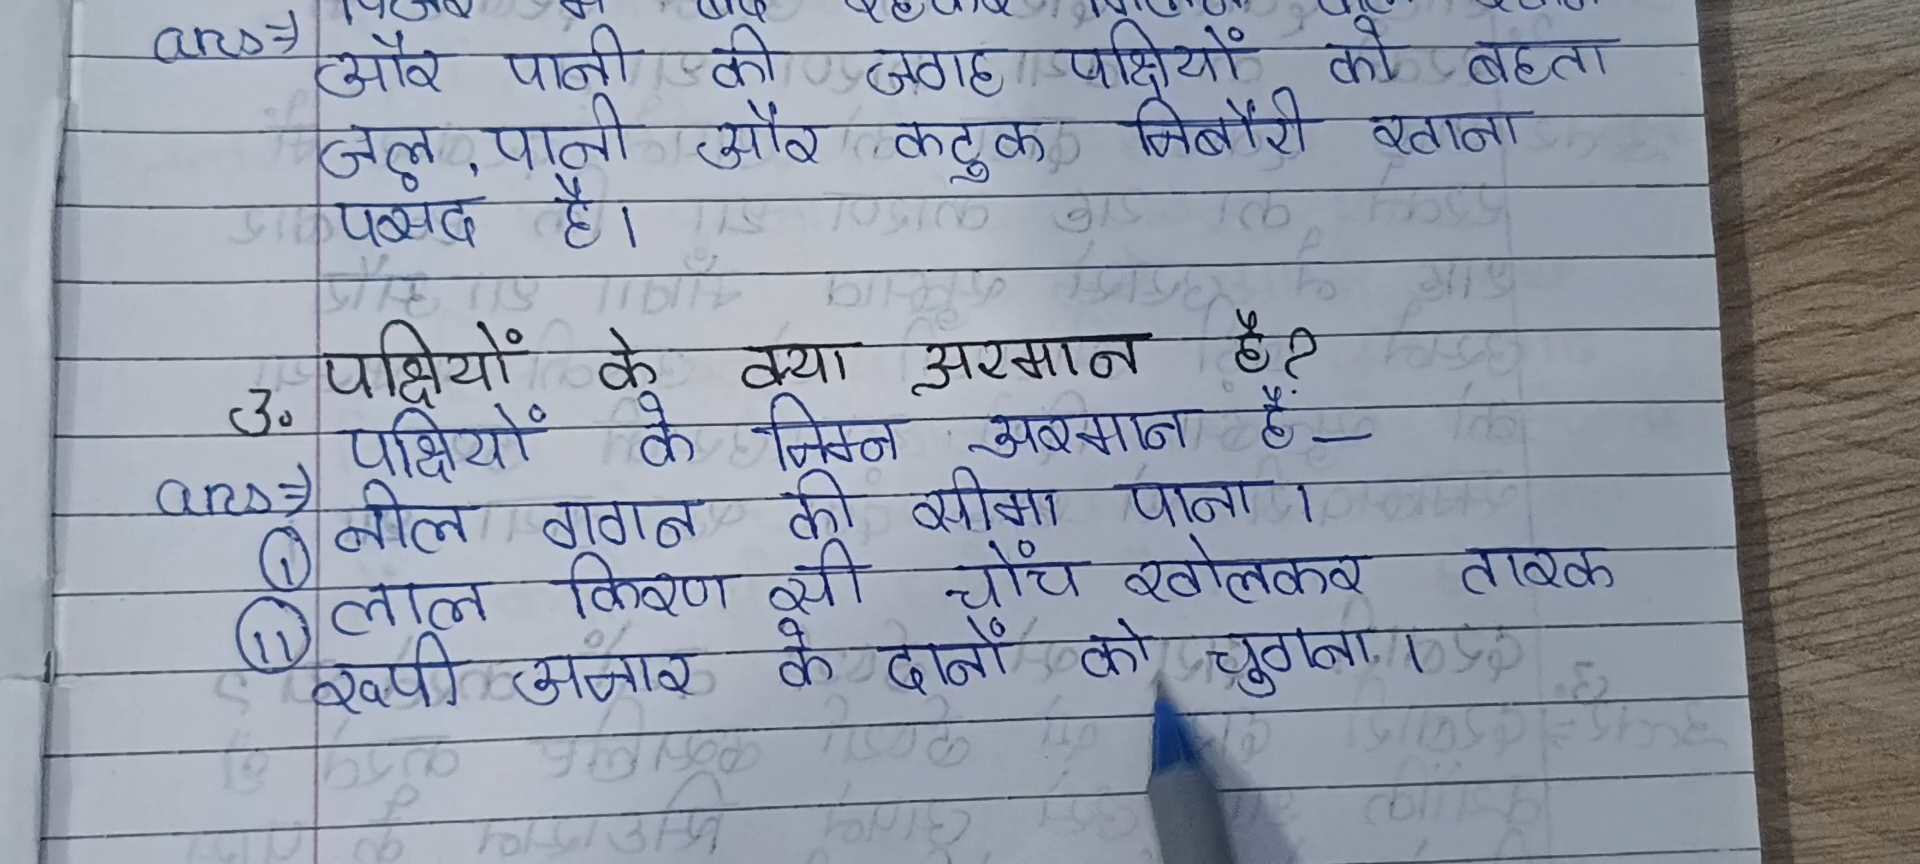 ans⇒ और पानी की जगह पक्षियों को बहता
जल, पानी और कटुक निबौरी खाना
पसंद है।
3. पक्षियों के क्या अरमान है?
ans⇒ पक्षियों के निम्न अरमान हैं—
(i) नील गगन की सीमा पाना।
(ii) लाल किरण सी चोंच खोलकर तारक
रूपी अनार के दानों को चुगना।